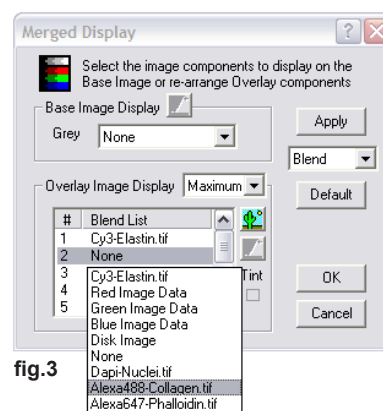 Merged Display
Select the image components to display on the
Base Image or re-arrange Overlay components
Base Image Display
Grey None
Apply
Blend
Overlay Image Display Maximum
Default
# Blend List
1 Cy3-Elastin.tif
2 None
3
4
5
Tint
Cy3-Elastin.tif
Red Image Data
Green Image Data
Blue Image Data
Disk Image
None
Dapi-Nuclei.tif
Alexa488-Collagen.tif
Alexa647-Phalloidin.tif
OK
Cancel
fig.3